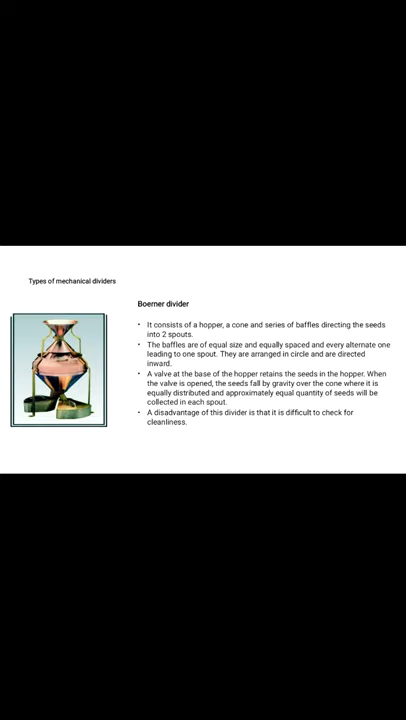 Types of mechanical dividers
Boerner divider
• It consists of a hopper, a cone and series of baffles directing the seeds
into 2 spouts.
• The baffles are of equal size and equally spaced and every alternate one
leading to one spout. They are arranged in circle and are directed
inward.
• A valve at the base of the hopper retains the seeds in the hopper. When
the valve is opened, the seeds fall by gravity over the cone where it is
equally distributed and approximately equal quantity of seeds will be
collected in each spout.
• A disadvantage of this divider is that it is difficult to check for
cleanliness.